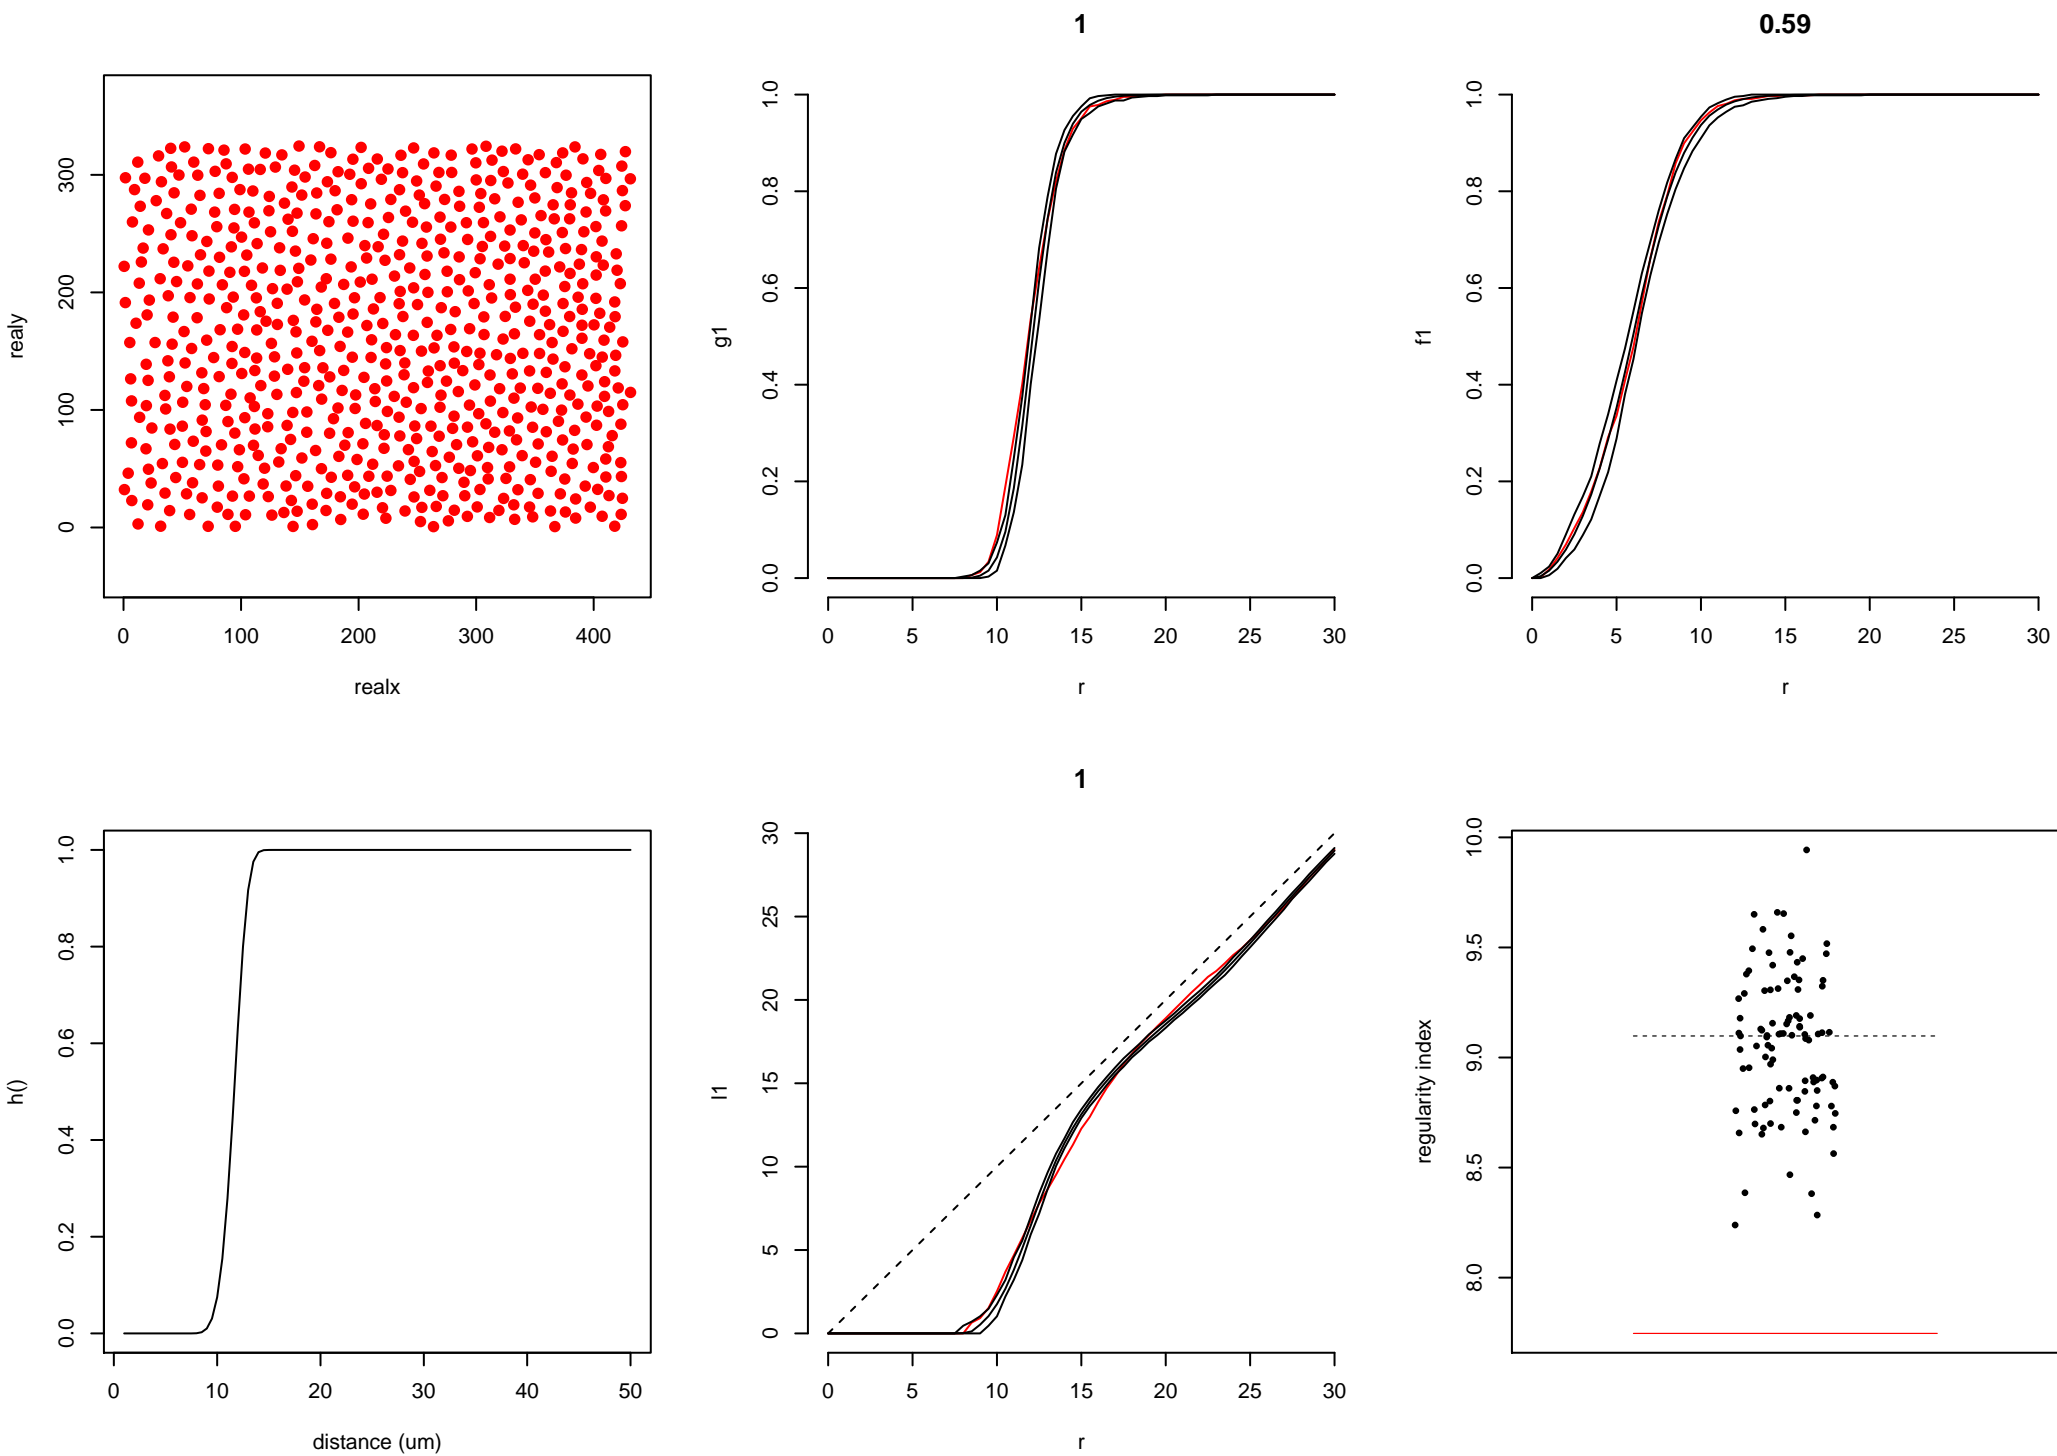 1
0.59
realy
0 100 200 300
0 100 200 300 400
realx
g1
0.0 0.2 0.4 0.6 0.8 1.0
0 5 10 15 20 25 30
r
f1
0.0 0.2 0.4 0.6 0.8 1.0
0 5 10 15 20 25 30
r
1
h()
0.0 0.2 0.4 0.6 0.8 1.0
0 10 20 30 40 50
distance (um)
l1
0 5 10 15 20 25 30
0 5 10 15 20 25 30
r
regularity index
8.0 8.5 9.0 9.5 10.0